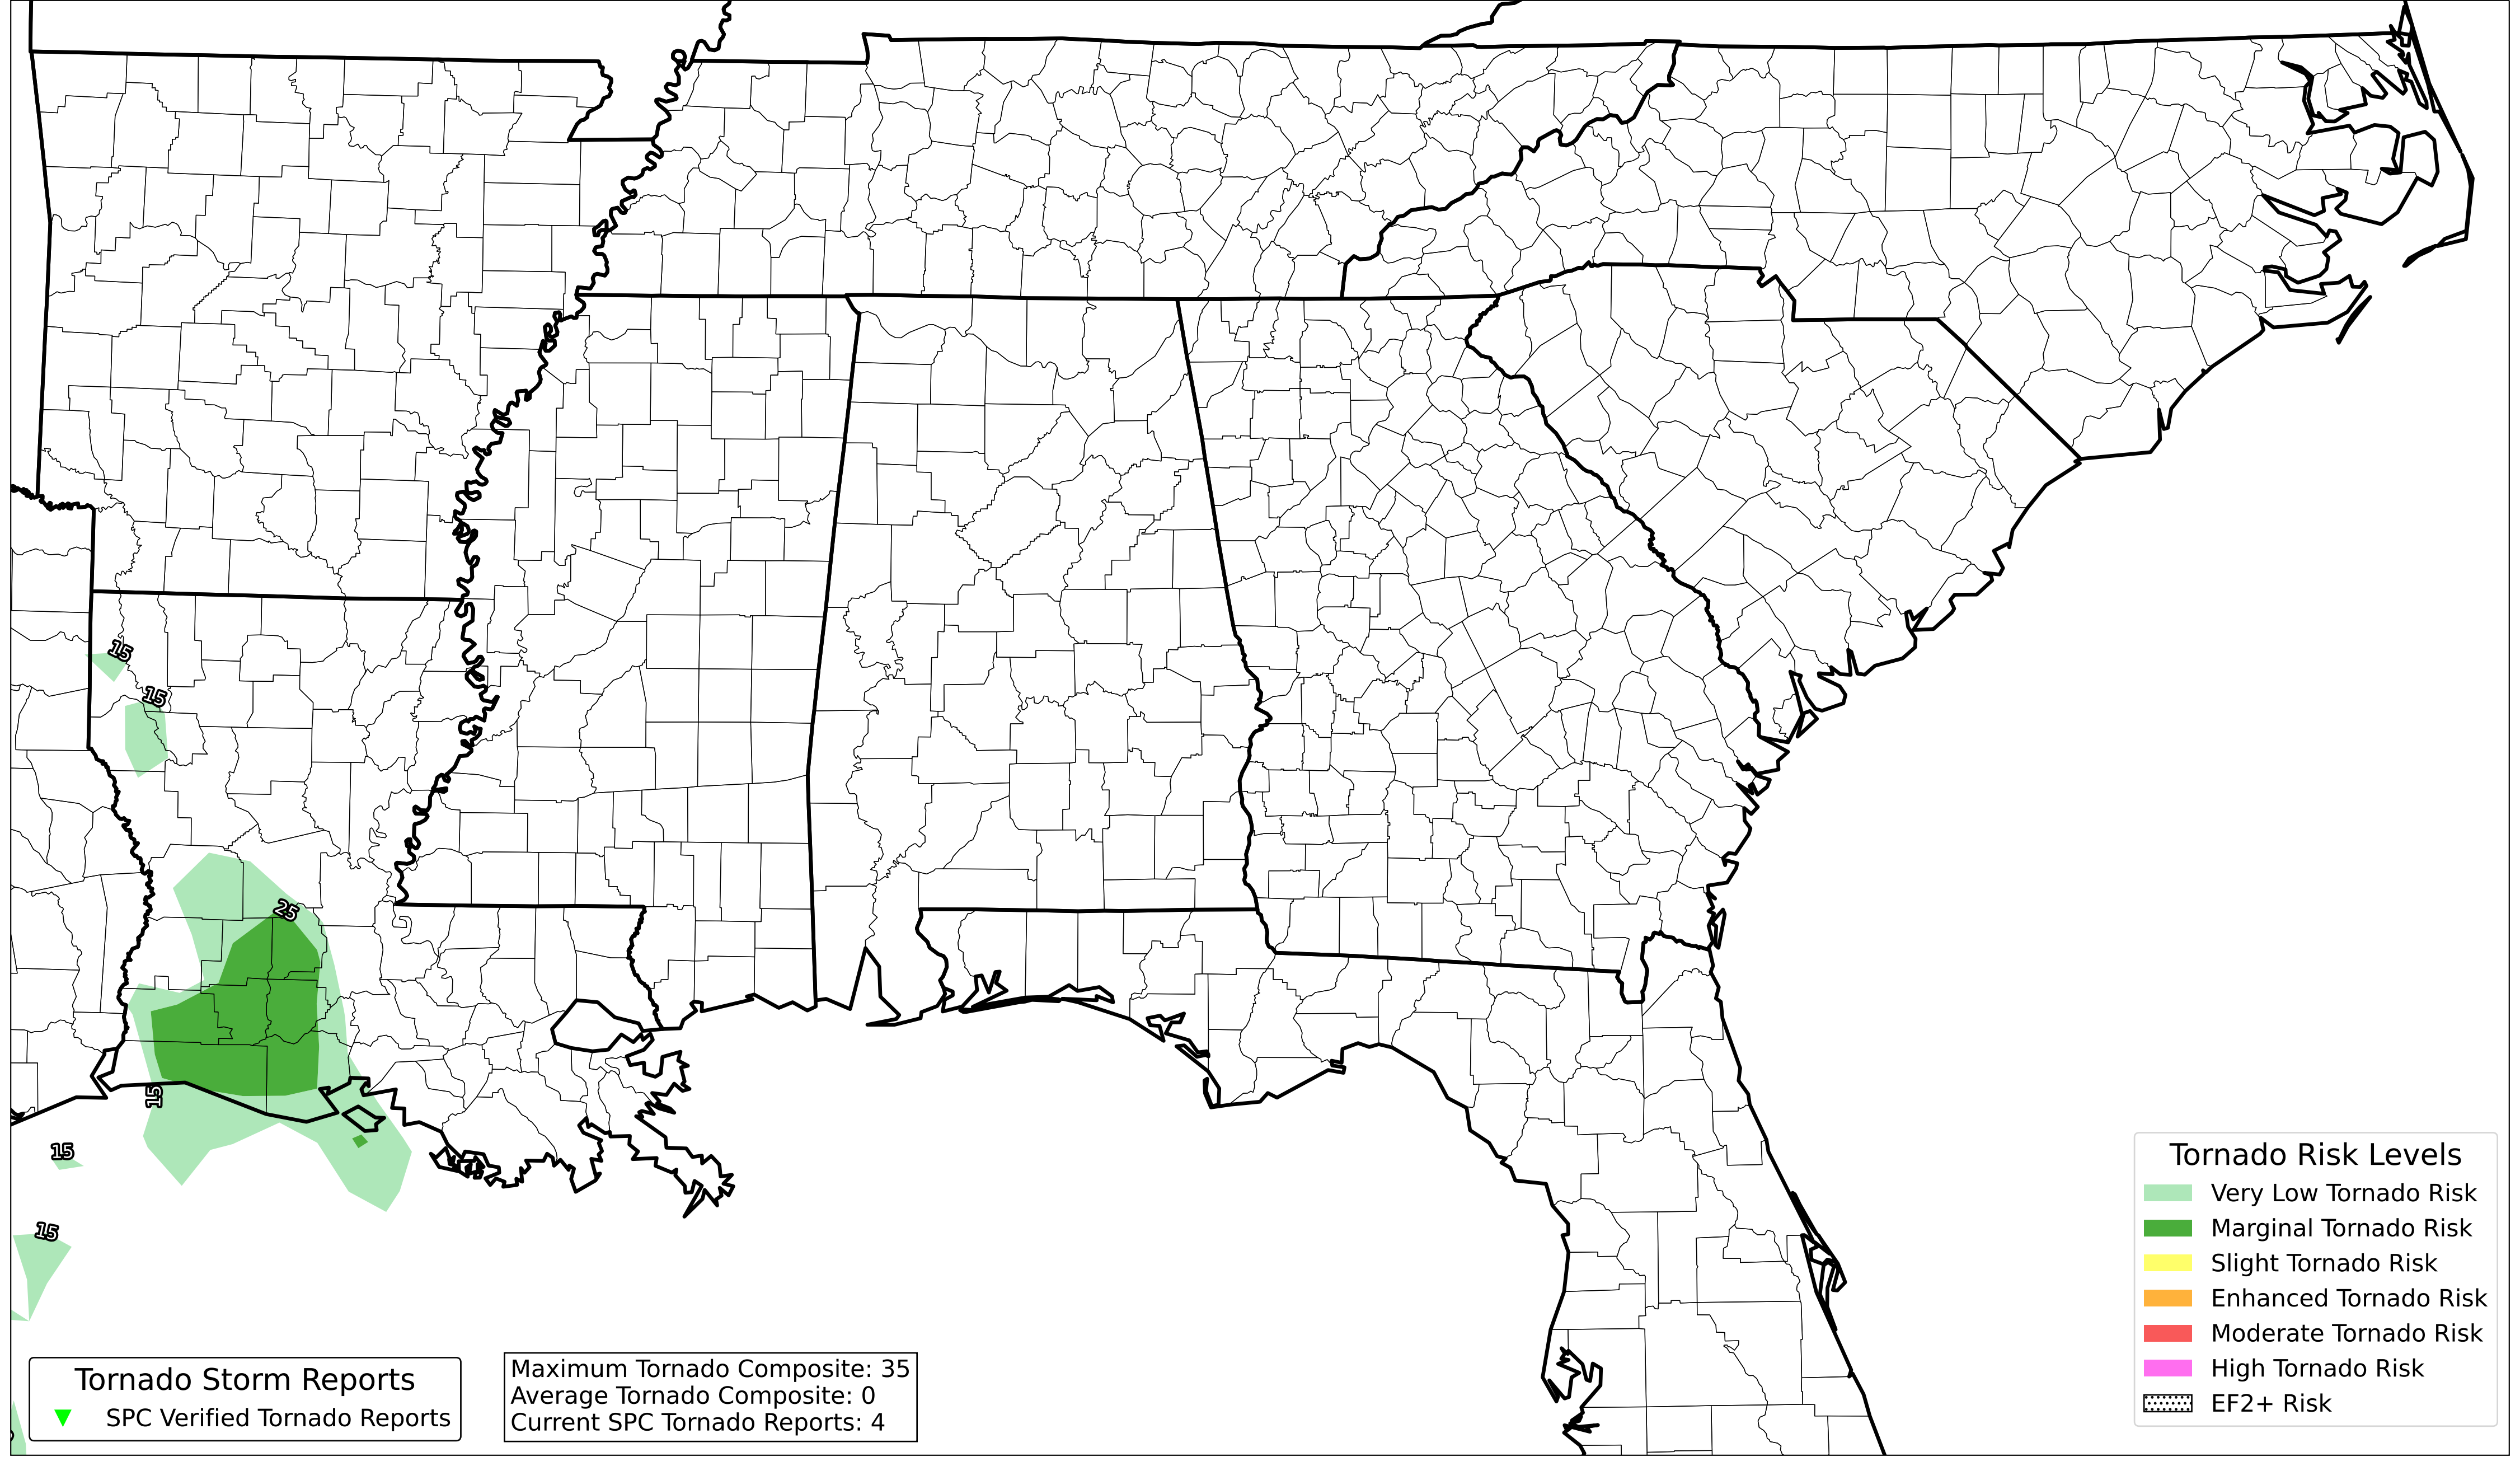 15
15
25
15
15
15
Tornado Risk Levels
Very Low Tornado Risk
Marginal Tornado Risk
Slight Tornado Risk
Enhanced Tornado Risk
Moderate Tornado Risk
High Tornado Risk
EF2+ Risk
Tornado Storm Reports
SPC Verified Tornado Reports
Maximum Tornado Composite: 35
Average Tornado Composite: 0
Current SPC Tornado Reports: 4